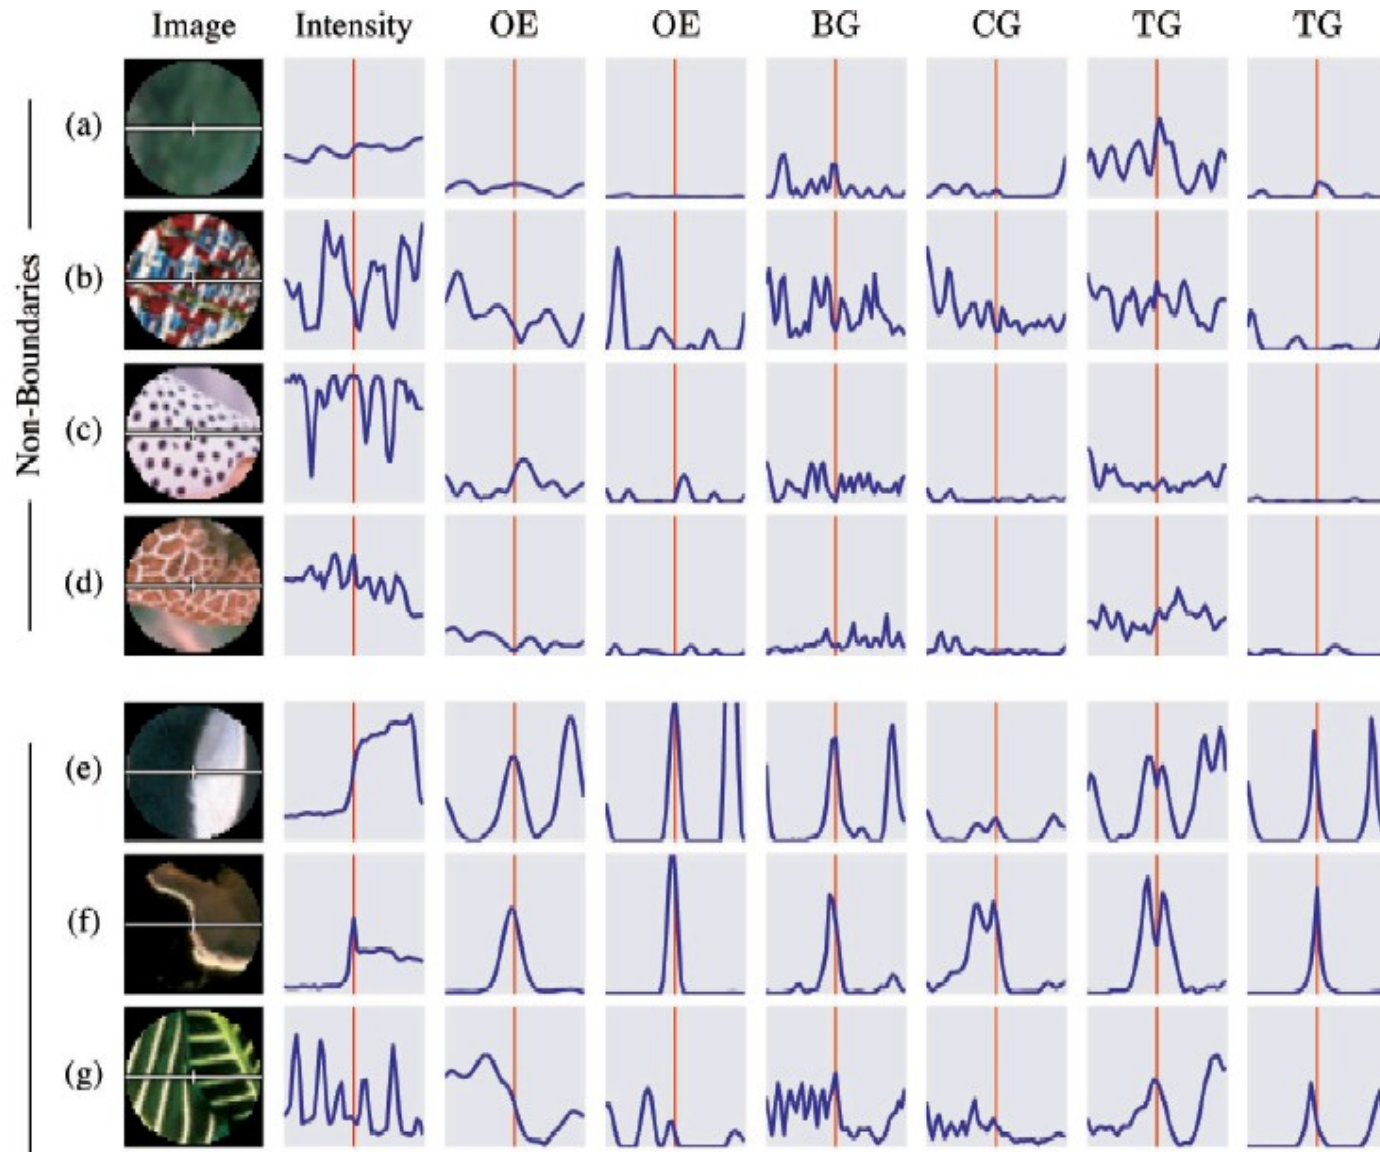 Image Intensity OE OE BG CG TG TG
(a)
(b)
Non-Boundaries
(c)
(d)
(e)
(f)
(g)